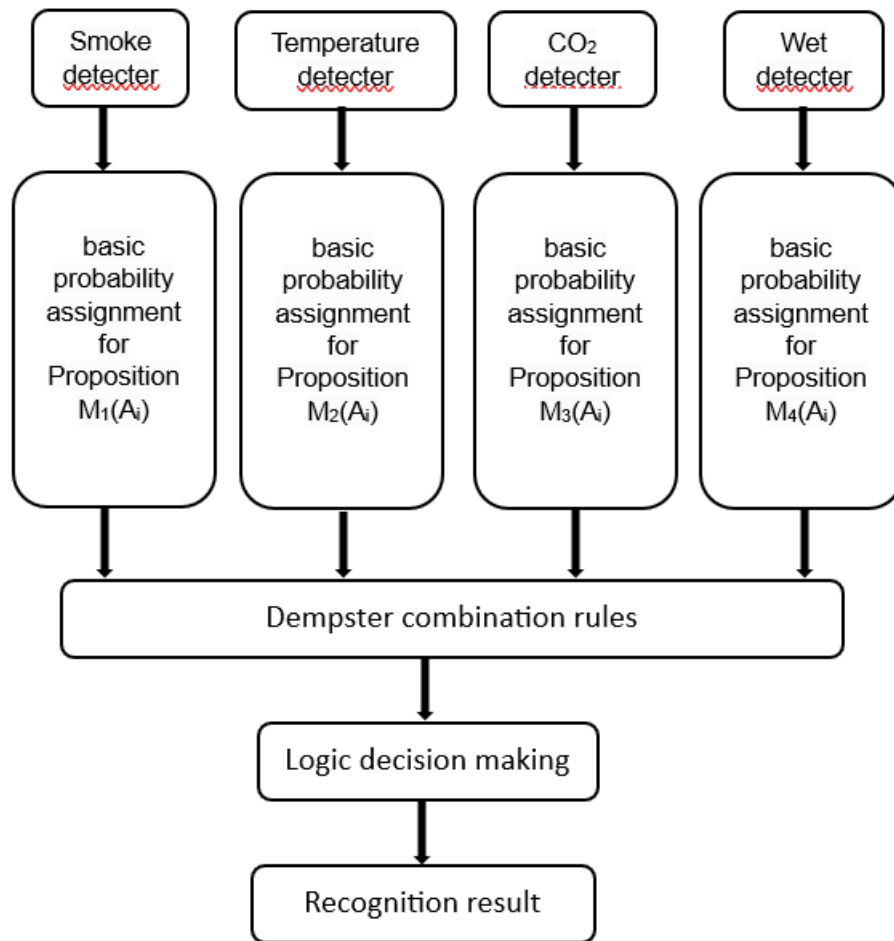 Smoke
detecter
Temperature
detecter
CO₂
detecter
Wet
detecter
basic
probability
assignment
for
Proposition
M₁(Aᵢ)
basic
probability
assignment
for
Proposition
M₂(Aᵢ)
basic
probability
assignment
for
Proposition
M₃(Aᵢ)
basic
probability
assignment
for
Proposition
M₄(Aᵢ)
Dempster combination rules
Logic decision making
Recognition result